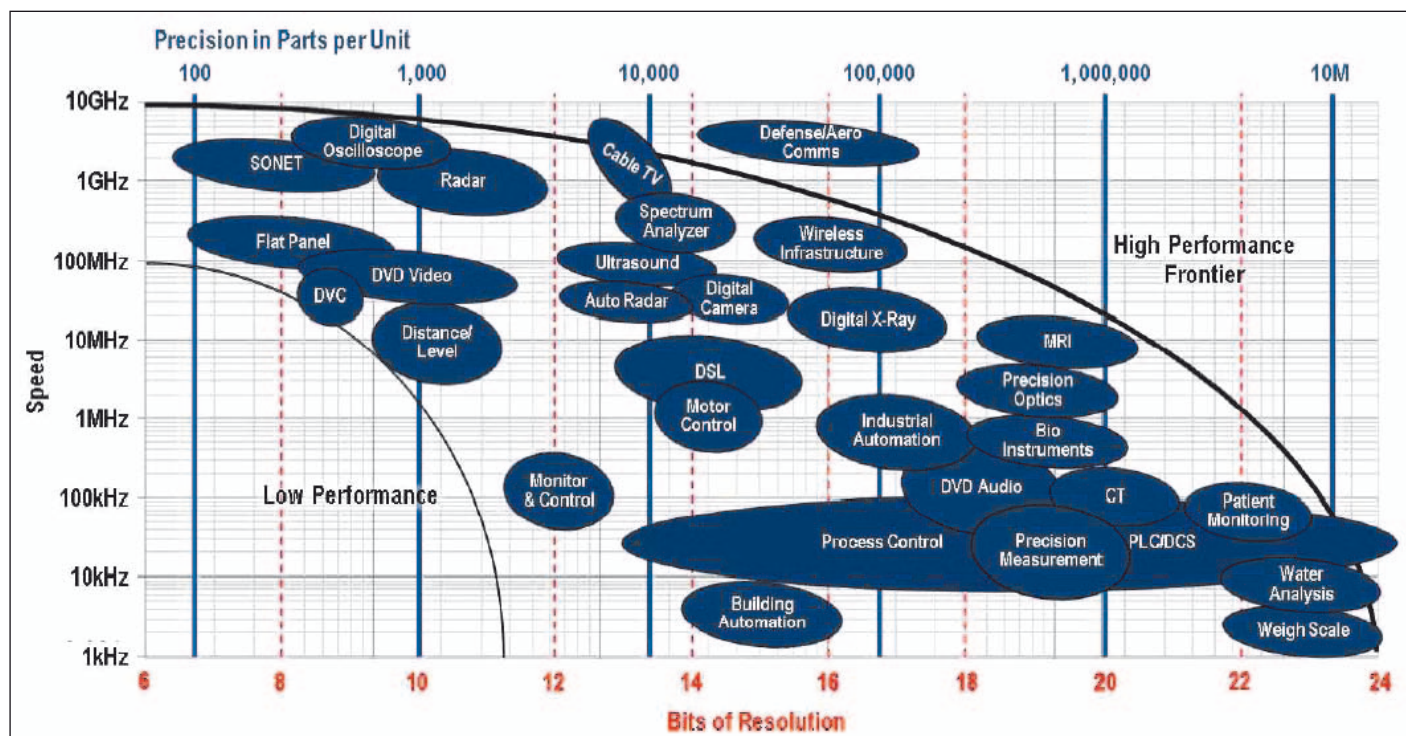 Precision in Parts per Unit
100
1,000
10,000
100,000
1,000,000
10M
10GHz
1GHz
100MHz
10MHz
1MHz
100kHz
10kHz
1kHz
Speed
SONET
Digital
Oscilloscope
Radar
Cable TV
Defense/Aero
Comms
Spectrum
Analyzer
Wireless
Infrastructure
High Performance
Frontier
Flat Panel
DVD Video
DVC
Ultrasound
Auto Radar
Digital
Camera
Digital X-Ray
Distance/
Level
MRI
DSL
Precision
Optics
Motor
Control
Industrial
Automation
Bio
Instruments
Low Performance
Monitor
& Control
DVD Audio
CT
Patient
Monitoring
Process Control
Precision
Measurement
PLC/DCS
Water
Analysis
Building
Automation
Weigh Scale
6
8
10
12
14
16
18
20
22
24
Bits of Resolution